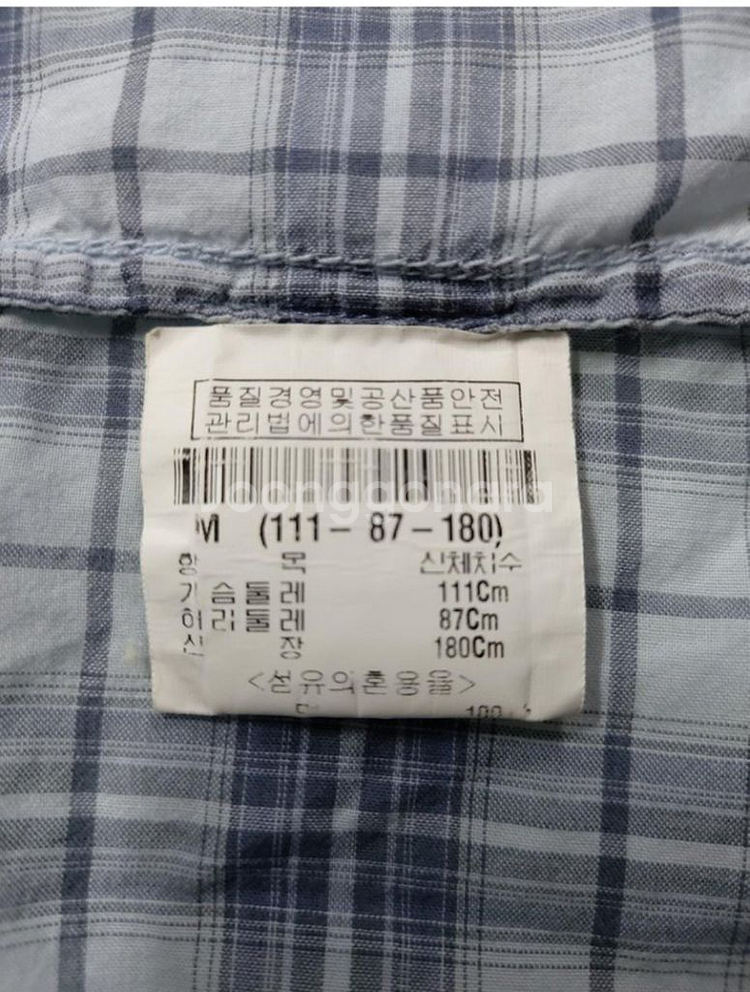 품질경영및공산품안전
관리법에의한품질표시
joonggonara
M (111-87-180)
항 목 신체치수
가슴둘레 111Cm
허리둘레 87Cm
신 장 180Cm
<섬유의혼용율>